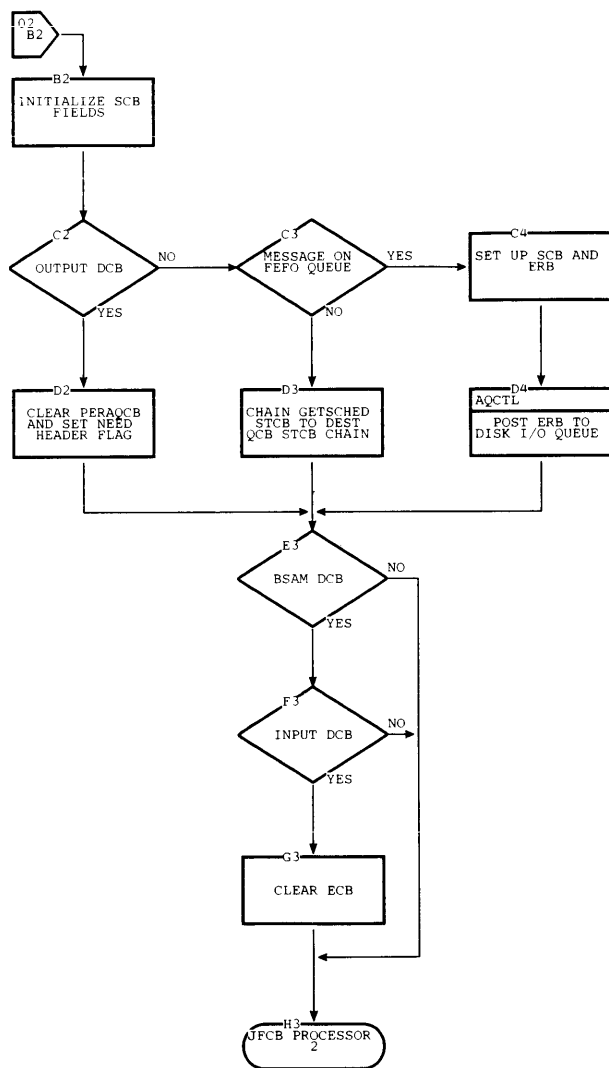 02
B2
B2
INITIALIZE SCB
FIELDS
C2
OUTPUT DCB
NO
YES
C3
MESSAGE ON
FEFO QUEUE
YES
NO
C4
SET UP SCB AND
ERB
D2
CLEAR PERAQCB
AND SET NEED
HEADER FLAG
D3
CHAIN GETSCHED
STCB TO DEST
QCB STCB CHAIN
D4
AQCTL
POST ERB TO
DISK I/O QUEUE
E3
BSAM DCB
NO
YES
F3
INPUT DCB
NO
YES
G3
CLEAR ECB
H3
JFCB PROCESSOR
2